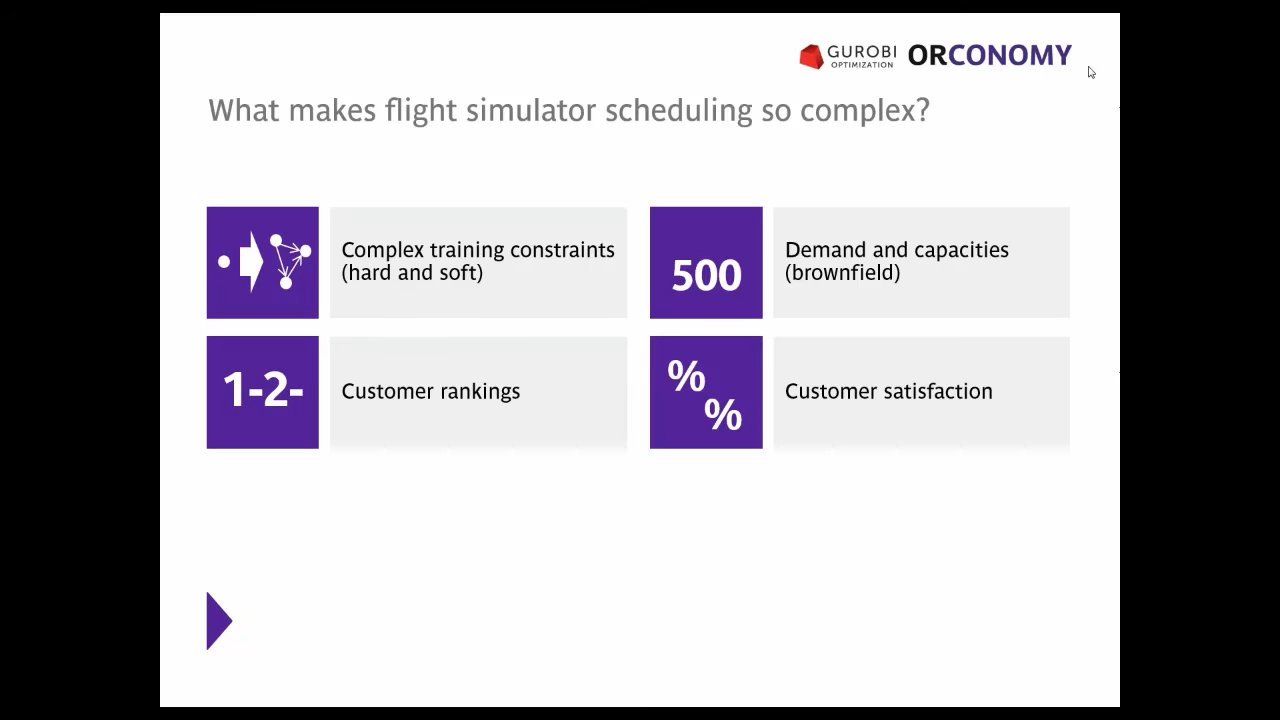 GUROBI
OPTIMIZATION
ORCONOMY
What makes flight simulator scheduling so complex?
Complex training constraints
(hard and soft)
500
Demand and capacities
(brownfield)
1-2-
Customer rankings
%
%
Customer satisfaction